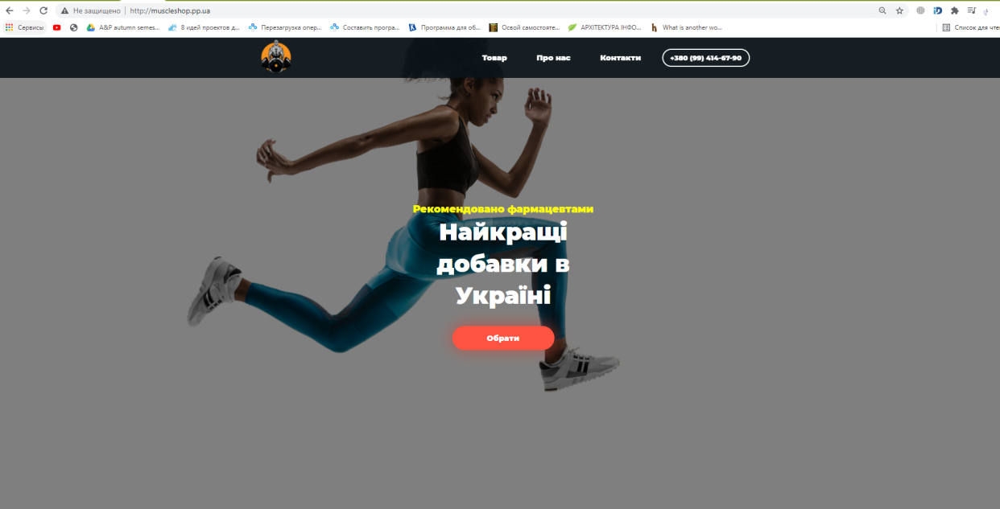 Не защищено | http://muscleshop.pp.ua
Сервисы
A&P autumn semes...
8 идей проектов д...
Перезагрузка опер...
Составить програ...
Программа для об...
Освой самостояте...
АРХІТЕКТУРА ІНФО...
What is another wo...
Список для чте
Товар
Про нас
Контакти
+380 (99) 414-67-90
Рекомендовано фармацевтами
Найкращі
добавки в
Україні
Обрати